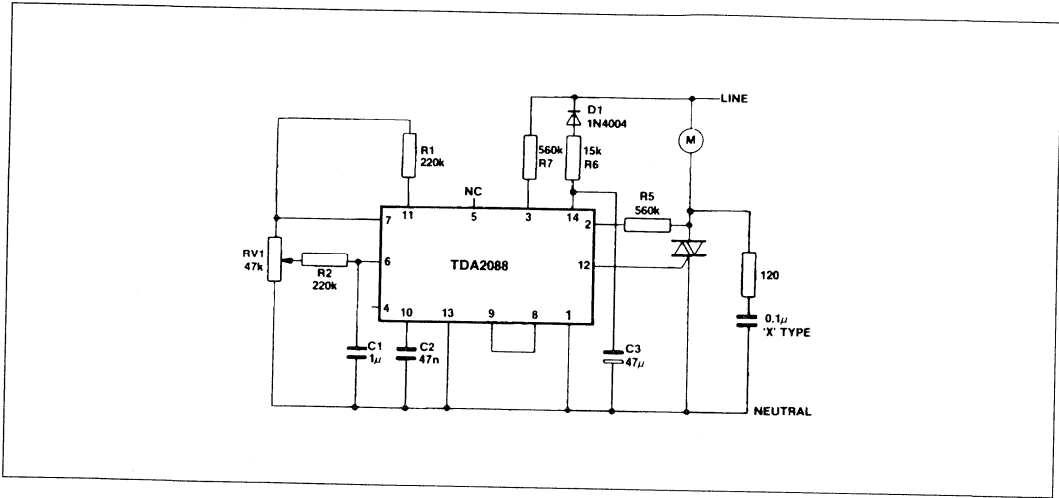 LINE
D1
1N4004
M
R1
220k
560k
R7
15k
R6
NC
R5
560k
11
5
3
14
7
2
RV1
47k
R2
220k
6
TDA2088
12
120
4
10
13
9
8
1
0.1μ
'X' TYPE
C1
1μ
C2
47n
C3
47μ
NEUTRAL